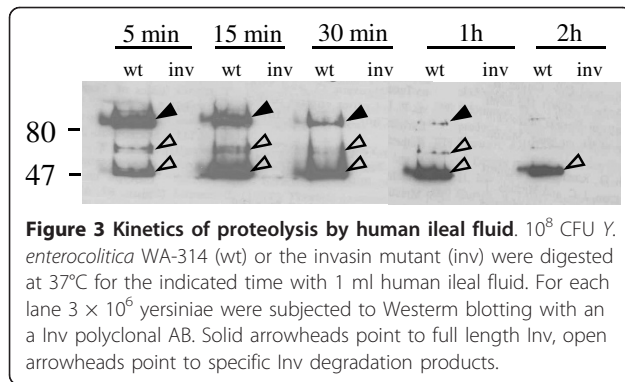 5 min 15 min 30 min 1h 2h
wt inv wt inv wt inv wt inv wt inv
80
47
Figure 3 Kinetics of proteolysis by human ileal fluid. 10⁸ CFU Y.
enterocolitica WA-314 (wt) or the invasin mutant (inv) were digested
at 37°C for the indicated time with 1 ml human ileal fluid. For each
lane 3 × 10⁶ yersiniae were subjected to Westerm blotting with an
a Inv polyclonal AB. Solid arrowheads point to full length Inv, open
arrowheads point to specific Inv degradation products.